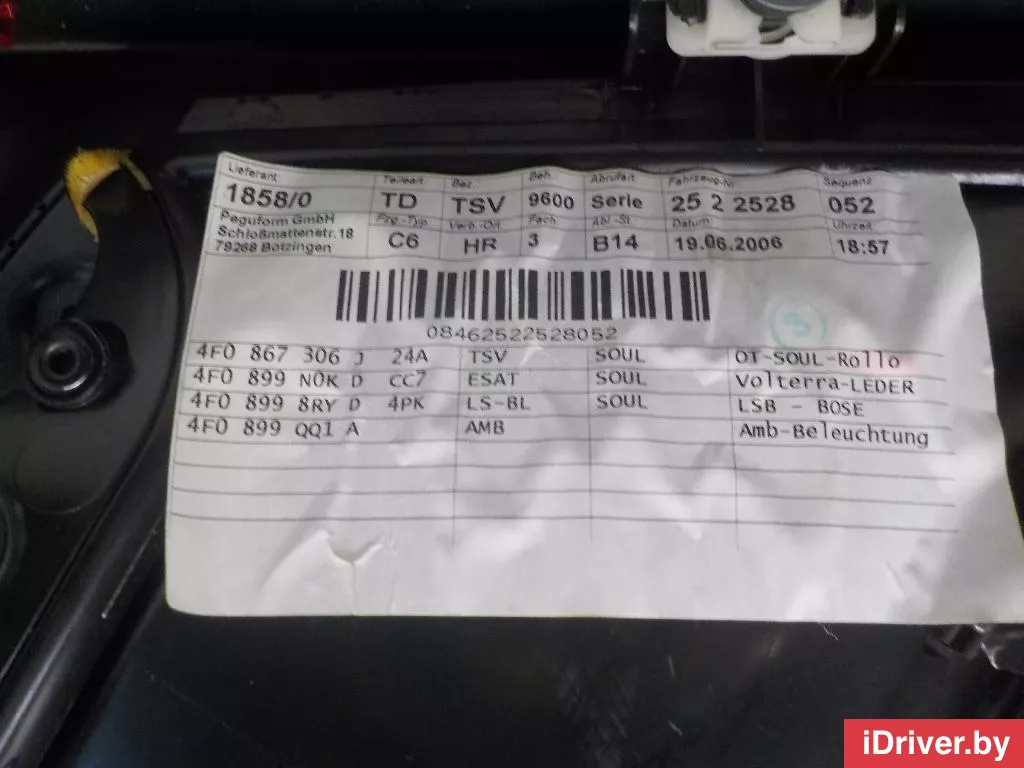 Lieferant Teileart Bez. Beh. Abrufart Fahrzeug-Nr Sequenz
1858/0 TD TSV 9600 Serie 25 2 2528 052
Peguform GmbH Fzg.-Typ Verb.-Ort Fach Abl.-St. Datum Uhrzeit
Schloßmattenstr.18 C6 HR 3 B14 19.06.2006 18:57
79268 Botzingen
08462522528052
4F0 867 306 J 24A TSV SOUL OT-SOUL-Rollo
4F0 899 N0K D CC7 ESAT SOUL Volterra-LEDER
4F0 899 8RY D 4PK LS-BL SOUL LSB - BOSE
4F0 899 QQ1 A AMB Amb-Beleuchtung
3
iDriver.by